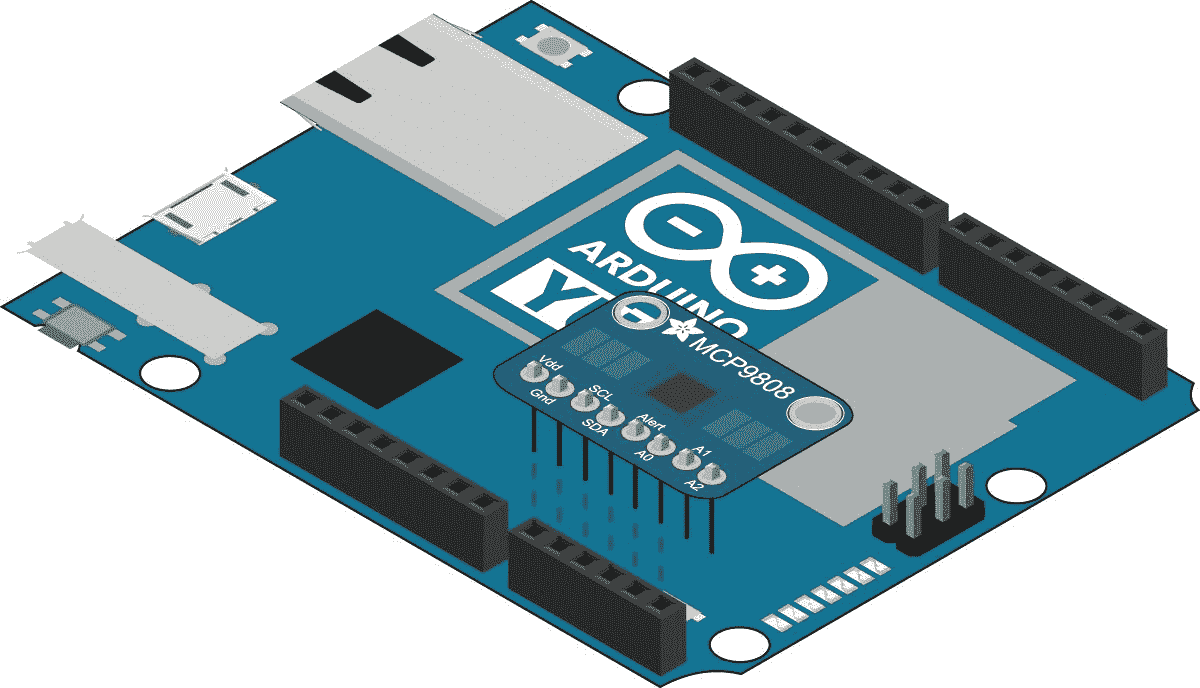 ARDUINO
Y
MCP9808
Vdd
Gnd
SCL
SDA
Alert
A0
A1
A2